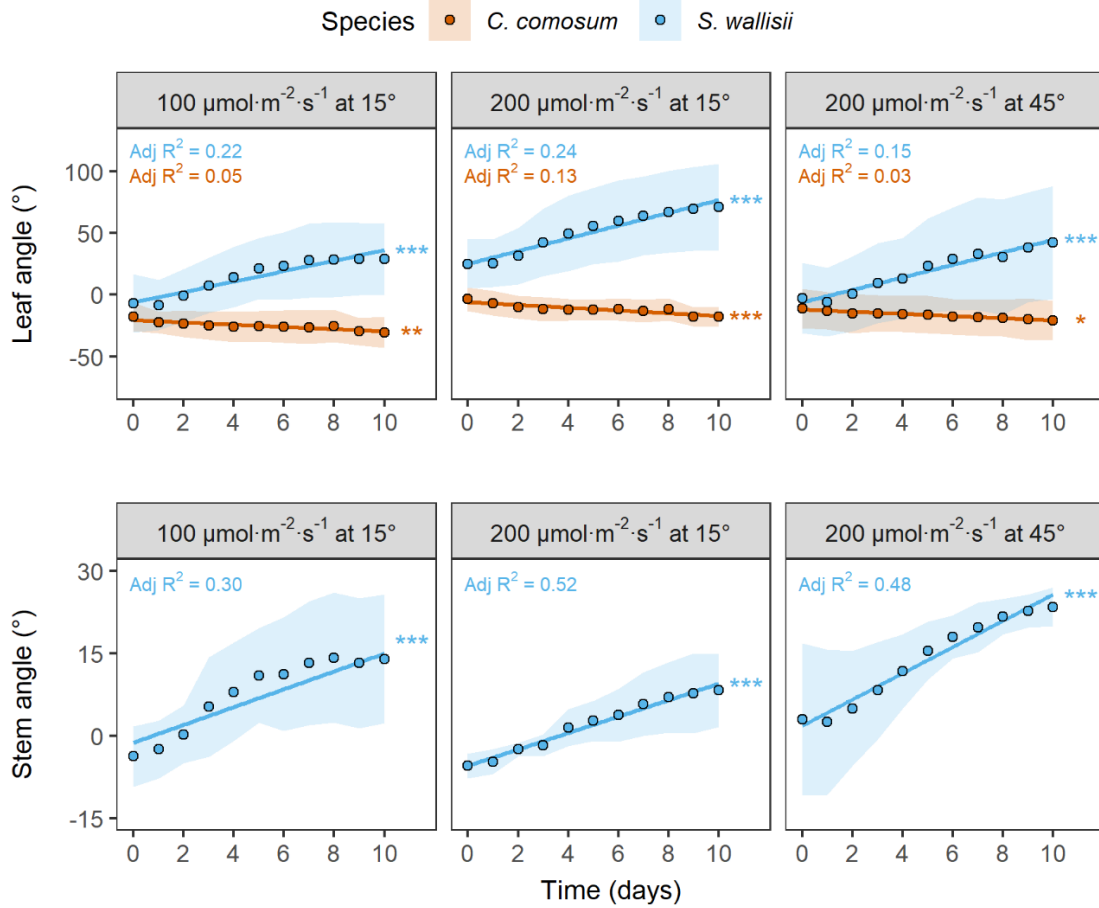 Species C. comosum S. wallisii
100 µmol·m⁻²·s⁻¹ at 15° 200 µmol·m⁻²·s⁻¹ at 15° 200 µmol·m⁻²·s⁻¹ at 45°
Adj R² = 0.22 Adj R² = 0.24 Adj R² = 0.15
Adj R² = 0.05 Adj R² = 0.13 Adj R² = 0.03
Leaf angle (°)
100
50
0
-50
*** *** ***
** *** *
0 2 4 6 8 10 0 2 4 6 8 10 0 2 4 6 8 10
100 µmol·m⁻²·s⁻¹ at 15° 200 µmol·m⁻²·s⁻¹ at 15° 200 µmol·m⁻²·s⁻¹ at 45°
Adj R² = 0.30 Adj R² = 0.52 Adj R² = 0.48
Stem angle (°)
30
15
0
-15
*** *** ***
0 2 4 6 8 10 0 2 4 6 8 10 0 2 4 6 8 10
Time (days)